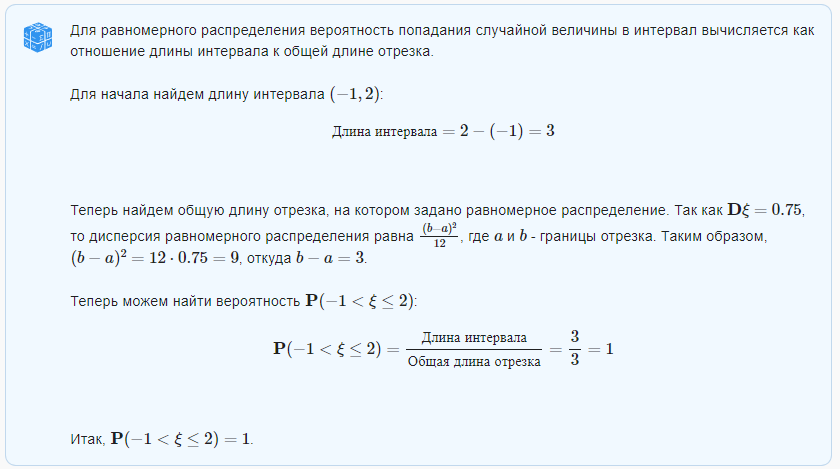 Для равномерного распределения вероятность попадания случайной величины в интервал вычисляется как
отношение длины интервала к общей длине отрезка.
Для начала найдем длину интервала (−1, 2):
Длина интервала = 2 − (−1) = 3
Теперь найдем общую длину отрезка, на котором задано равномерное распределение. Так как Dξ = 0.75,
то дисперсия равномерного распределения равна (b−a)²/12, где a и b - границы отрезка. Таким образом,
(b − a)² = 12 · 0.75 = 9, откуда b − a = 3.
Теперь можем найти вероятность P(−1 < ξ ≤ 2):
P(−1 < ξ ≤ 2) = Длина интервала / Общая длина отрезка = 3/3 = 1
Итак, P(−1 < ξ ≤ 2) = 1.